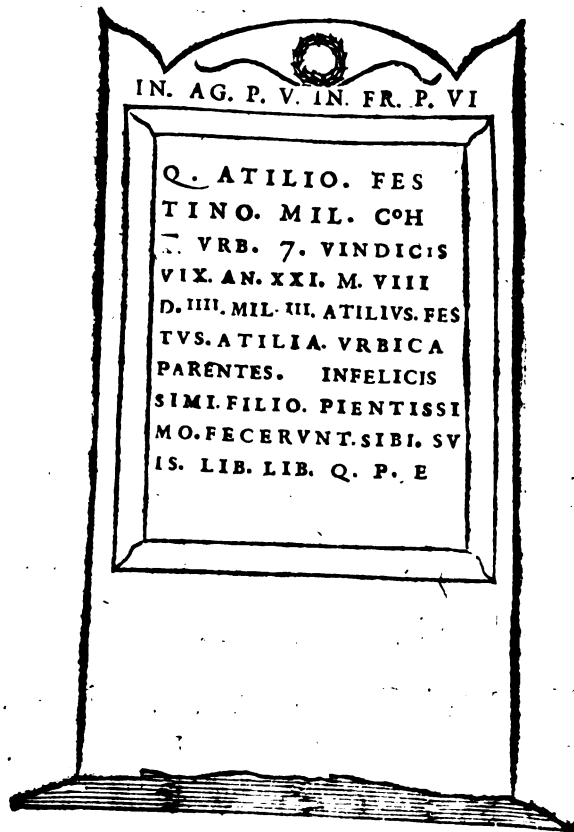 IN. AG. P. V. IN. FR. P. VI
Q. ATILIO. FES
TINO. MIL. COH
VRB. 7. VINDICIS
VIX. AN. XXI. M. VIII
D. IIII. MIL. III. ATILIVS. FES
TVS. ATILIA. VRBICA
PARENTES. INFELICIS
SIMI. FILIO. PIENTISSI
MO. FECERVNT. SIBI. SV
IS. LIB. LIB. Q. P. E